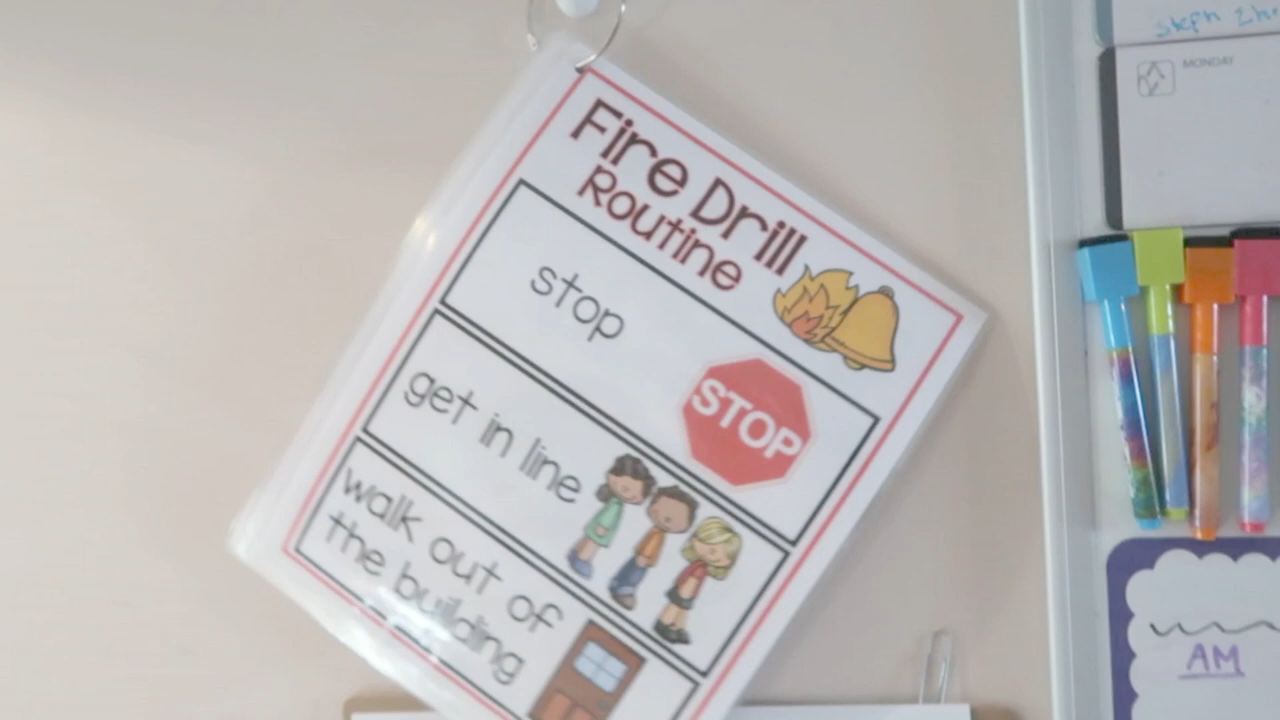 Fire Drill
Routine
stop
STOP
get in line
walk out of
the building
MONDAY
AM